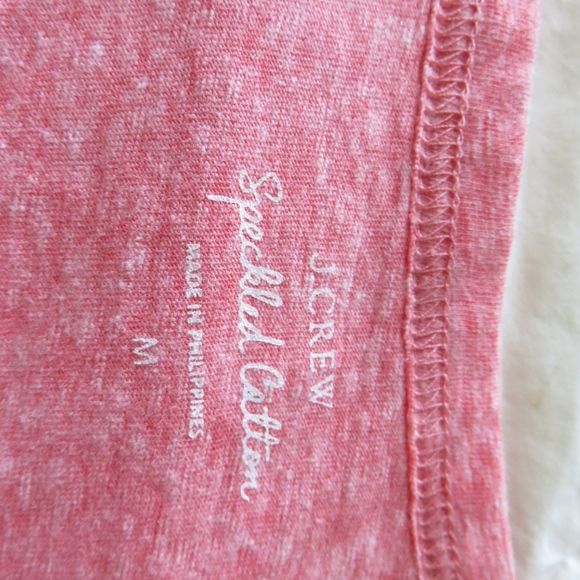 J.CREW
Speckled Cotton
MADE IN PHILIPPINES
M